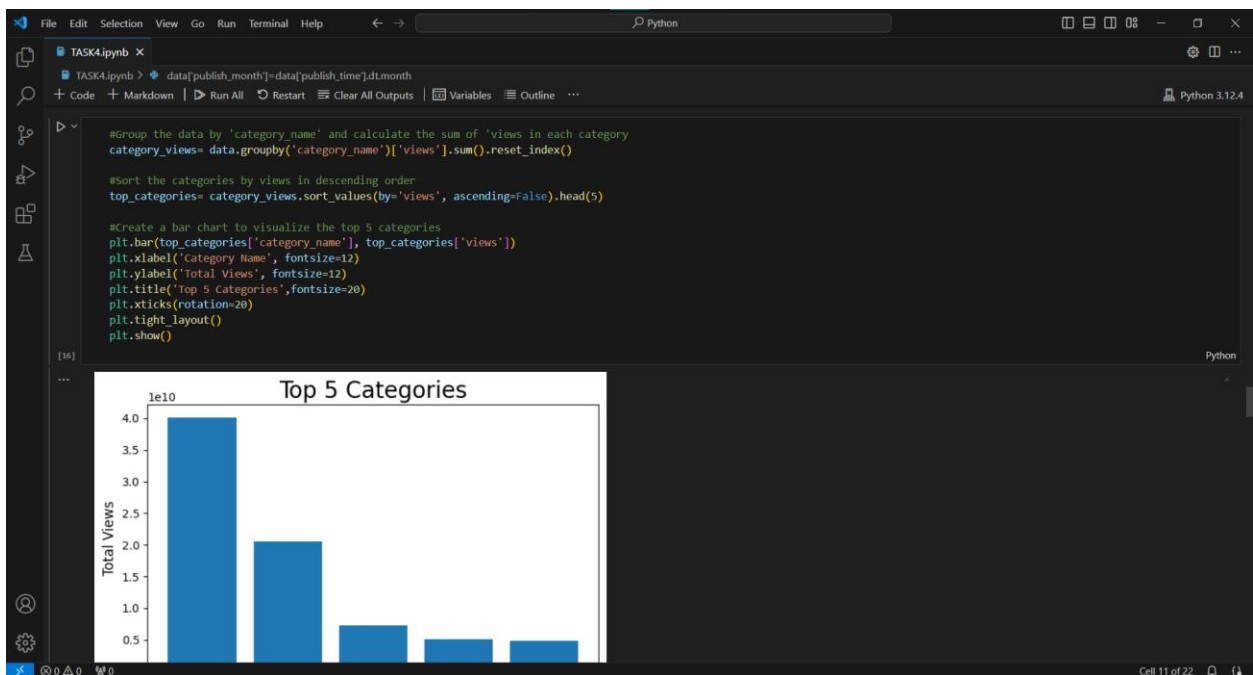 File Edit Selection View Go Run Terminal Help ← → Python
TASK4.ipynb ×
TASK4.ipynb > data['publish_month']=data['publish_time'].dt.month
+ Code + Markdown | Run All Restart Clear All Outputs | Variables Outline ··· Python 3.12.4
#Group the data by 'category_name' and calculate the sum of 'views in each category
category_views= data.groupby('category_name')['views'].sum().reset_index()
#Sort the categories by views in descending order
top_categories= category_views.sort_values(by='views', ascending=False).head(5)
#Create a bar chart to visualize the top 5 categories
plt.bar(top_categories['category_name'], top_categories['views'])
plt.xlabel('Category Name', fontsize=12)
plt.ylabel('Total Views', fontsize=12)
plt.title('Top 5 Categories',fontsize=20)
plt.xticks(rotation=20)
plt.tight_layout()
plt.show()
[16] Python
Top 5 Categories
1e10
4.0
3.5
3.0
2.5
2.0
1.5
1.0
0.5
Total Views
0 0 0 Cell 11 of 22